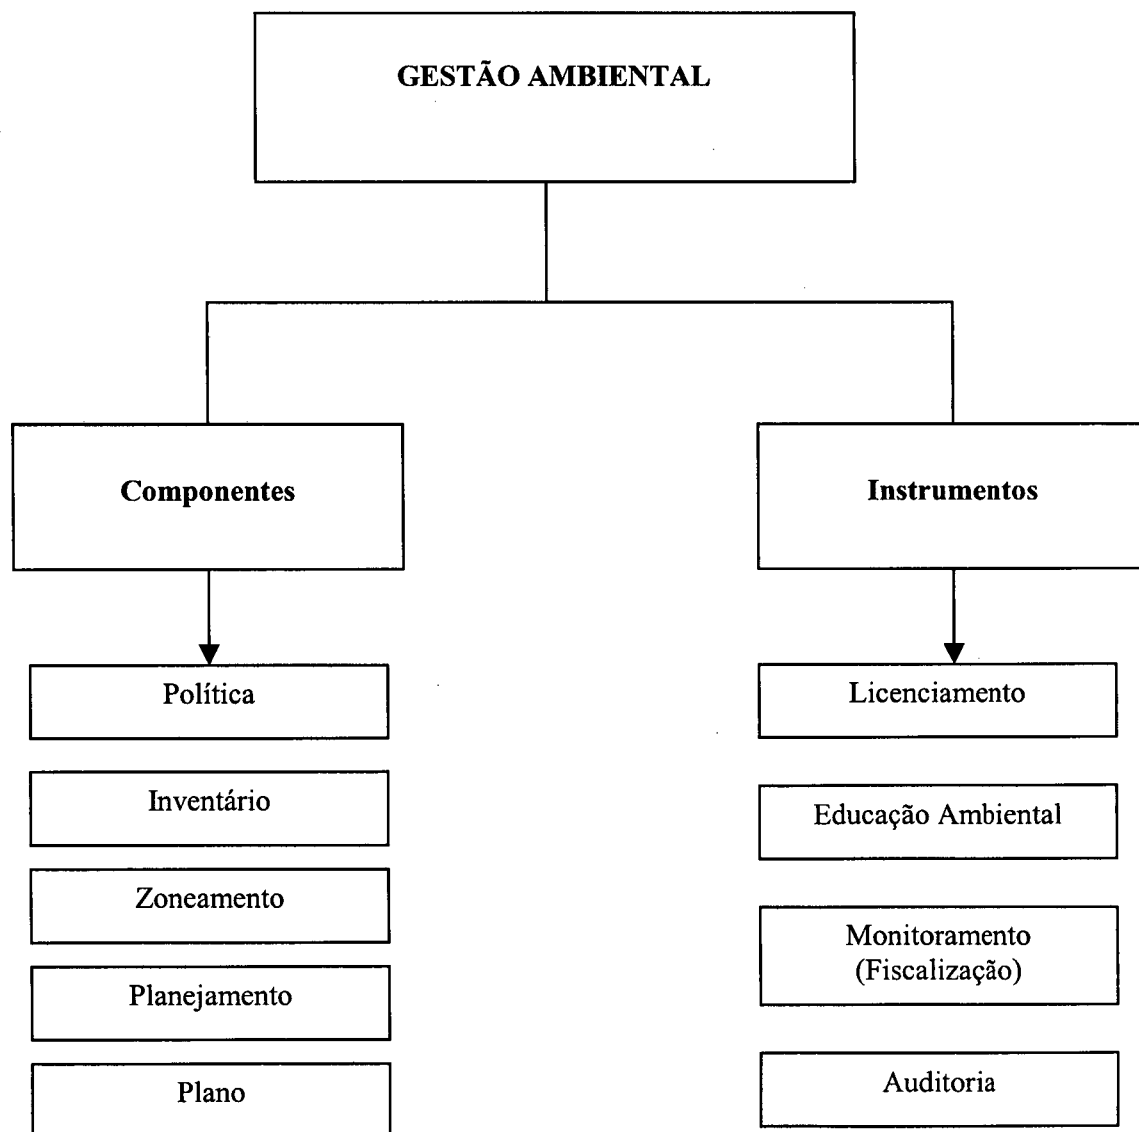 GESTÃO AMBIENTAL
Componentes
Instrumentos
Política
Inventário
Zoneamento
Planejamento
Plano
Licenciamento
Educação Ambiental
Monitoramento
(Fiscalização)
Auditoria